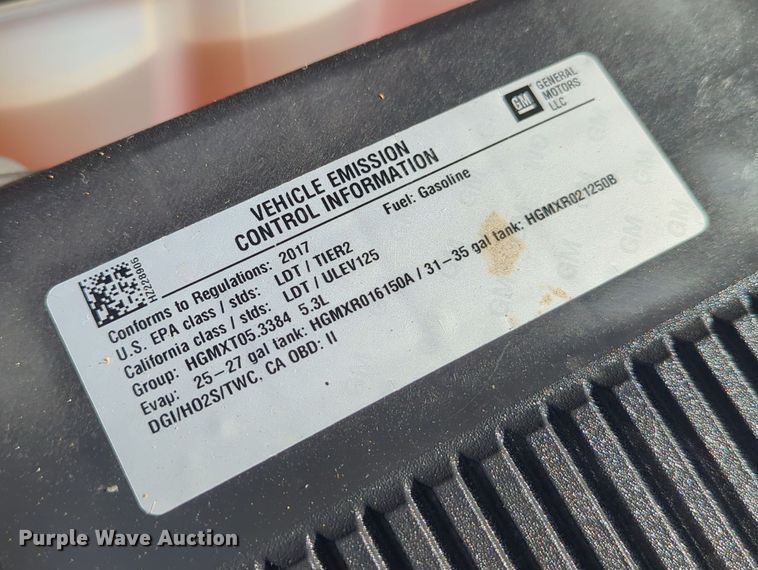 GM GENERAL
MOTORS
LLC
VEHICLE EMISSION
CONTROL INFORMATION
HZ228906
Conforms to Regulations: 2017 Fuel: Gasoline
U.S. EPA class / stds: LDT / TIER2
California class / stds: LDT / ULEV125
Group: HGMXT05.3384 5.3L
Evap: 25-27 gal tank: HGMXR016150A / 31-35 gal tank: HGMXR021250B
DGI/HO2S/TWC, CA OBD: II
Purple Wave Auction